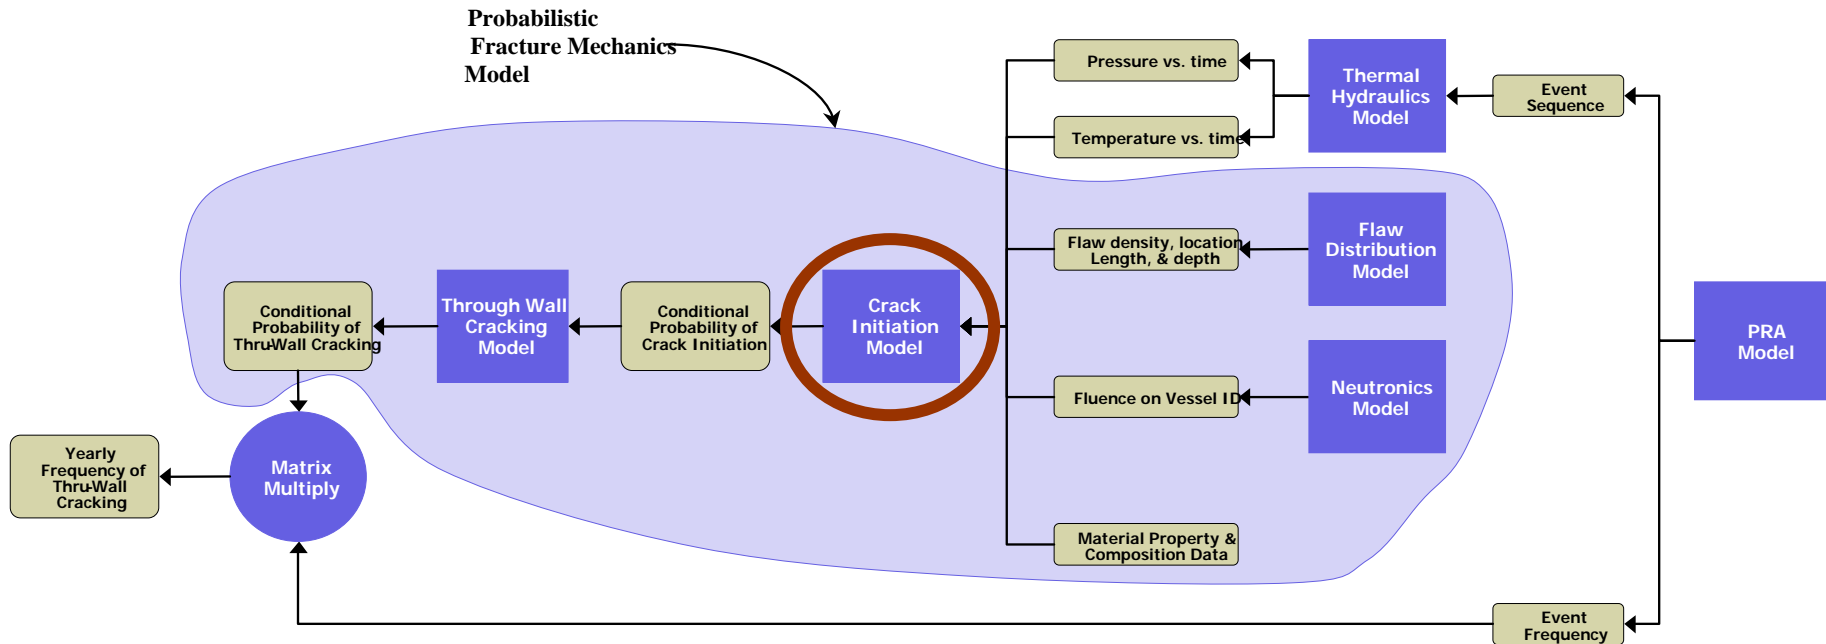 Probabilistic
Fracture Mechanics
Model
Pressure vs. time
Temperature vs. time
Thermal
Hydraulics
Model
Event
Sequence
Flaw density, location
Length, & depth
Flaw
Distribution
Model
Conditional
Probability of
Thru-Wall Cracking
Through Wall
Cracking
Model
Conditional
Probability of
Crack Initiation
Crack
Initiation
Model
PRA
Model
Fluence on Vessel ID
Neutronics
Model
Yearly
Frequency of
Thru-Wall
Cracking
Matrix
Multiply
Material Property &
Composition Data
Event
Frequency